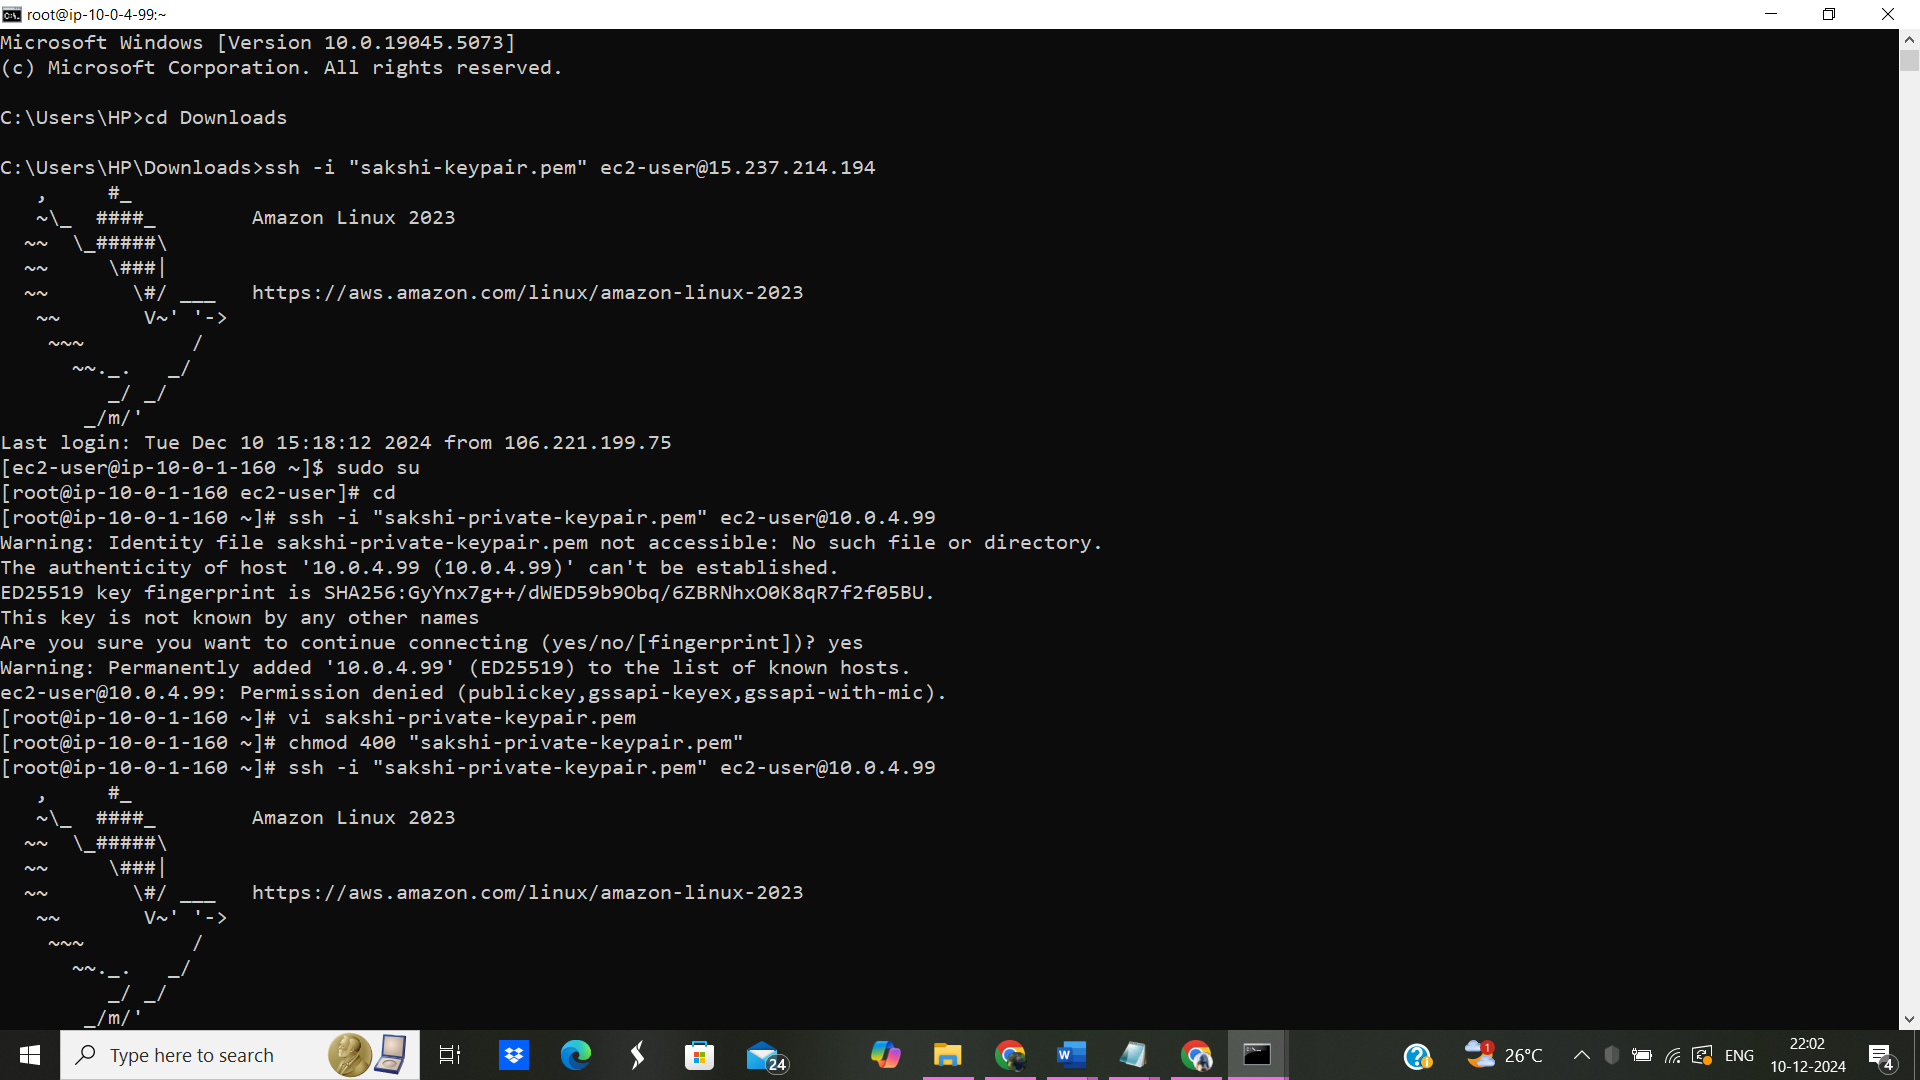 root@ip-10-0-4-99:~
Microsoft Windows [Version 10.0.19045.5073]
(c) Microsoft Corporation. All rights reserved.
C:\Users\HP>cd Downloads
C:\Users\HP\Downloads>ssh -i "sakshi-keypair.pem" ec2-user@15.237.214.194
   ,     #_
   ~\_  ####_        Amazon Linux 2023
  ~~  \_#####\
  ~~     \###|
  ~~       \#/ ___   https://aws.amazon.com/linux/amazon-linux-2023
   ~~       V~' '->
    ~~~         /
      ~~._.   _/
         _/ _/
       _/m/'
Last login: Tue Dec 10 15:18:12 2024 from 106.221.199.75
[ec2-user@ip-10-0-1-160 ~]$ sudo su
[root@ip-10-0-1-160 ec2-user]# cd
[root@ip-10-0-1-160 ~]# ssh -i "sakshi-private-keypair.pem" ec2-user@10.0.4.99
Warning: Identity file sakshi-private-keypair.pem not accessible: No such file or directory.
The authenticity of host '10.0.4.99 (10.0.4.99)' can't be established.
ED25519 key fingerprint is SHA256:GyYnx7g++/dWED59b9Obq/6ZBRNhxO0K8qR7f2f05BU.
This key is not known by any other names
Are you sure you want to continue connecting (yes/no/[fingerprint])? yes
Warning: Permanently added '10.0.4.99' (ED25519) to the list of known hosts.
ec2-user@10.0.4.99: Permission denied (publickey,gssapi-keyex,gssapi-with-mic).
[root@ip-10-0-1-160 ~]# vi sakshi-private-keypair.pem
[root@ip-10-0-1-160 ~]# chmod 400 "sakshi-private-keypair.pem"
[root@ip-10-0-1-160 ~]# ssh -i "sakshi-private-keypair.pem" ec2-user@10.0.4.99
   ,     #_
   ~\_  ####_        Amazon Linux 2023
  ~~  \_#####\
  ~~     \###|
  ~~       \#/ ___   https://aws.amazon.com/linux/amazon-linux-2023
   ~~       V~' '->
    ~~~         /
      ~~._.   _/
         _/ _/
       _/m/'
Type here to search
24
1
26°C
ENG
22:02
10-12-2024
4